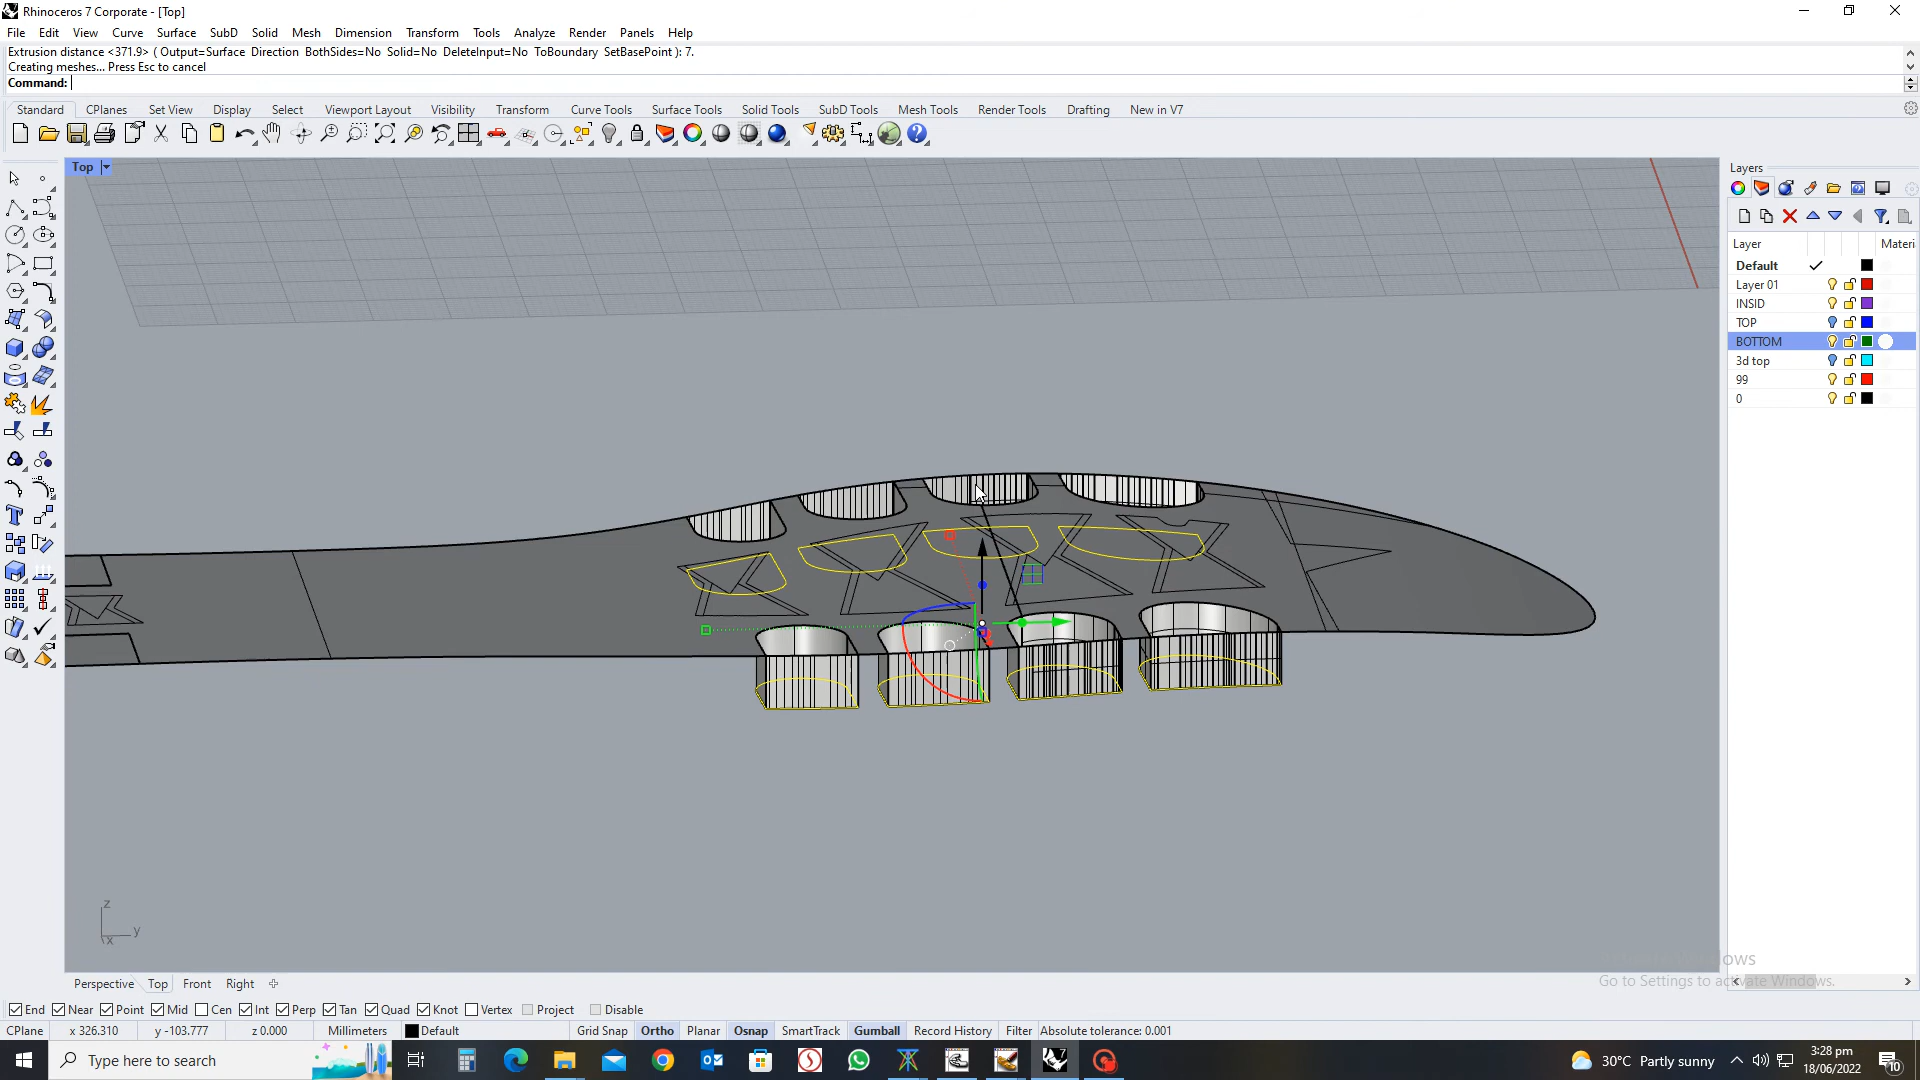 Rhinoceros 7 Corporate - [Top]
File Edit View Curve Surface Solid SubD Mesh Dimension Transform Tools Analyze Render Panels Help
Extrusion distance <371.9> ( Output=Surface Direction BothSides=No Solid=No DeleteInput=No ToBoundary SetBasePoint ): 7.
Creating meshes... Press Esc to cancel
Command:
Standard CPlanes Set View Display Select Viewport Layout Visibility Transform Curve Tools Surface Tools Solid Tools SubD Tools Mesh Tools Render Tools Drafting New in V7
Top
Layers
Layer Materi
Default
Layer 01
INSID
TOP
BOTTOM
3d top
99
0
z
y
x
Go to Settings to activate Windows.
Perspective Top Front Right
End Near Point Mid Cen Int Perp Tan Quad Knot Vertex Project Disable
CPlane x 326.310 y -103.777 z 0.000 Millimeters Default Grid Snap Ortho Planar Osnap SmartTrack Gumball Record History Filter Absolute tolerance: 0.001
Type here to search
30°C Partly sunny
3:28 pm
18/06/2022
10